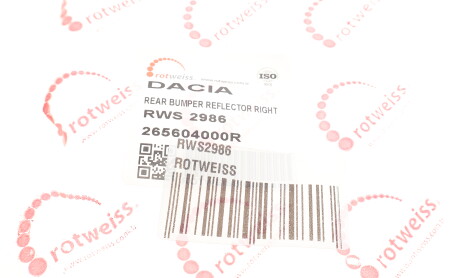 rotweiss
rotweiss
rotweiss
rotweiss
ISO
DACIA
REAR BUMPER REFLECTOR RIGHT
RWS 2986
265604000R
RWS2986
ROTWEISS
rotweiss
rotweiss
rotweiss